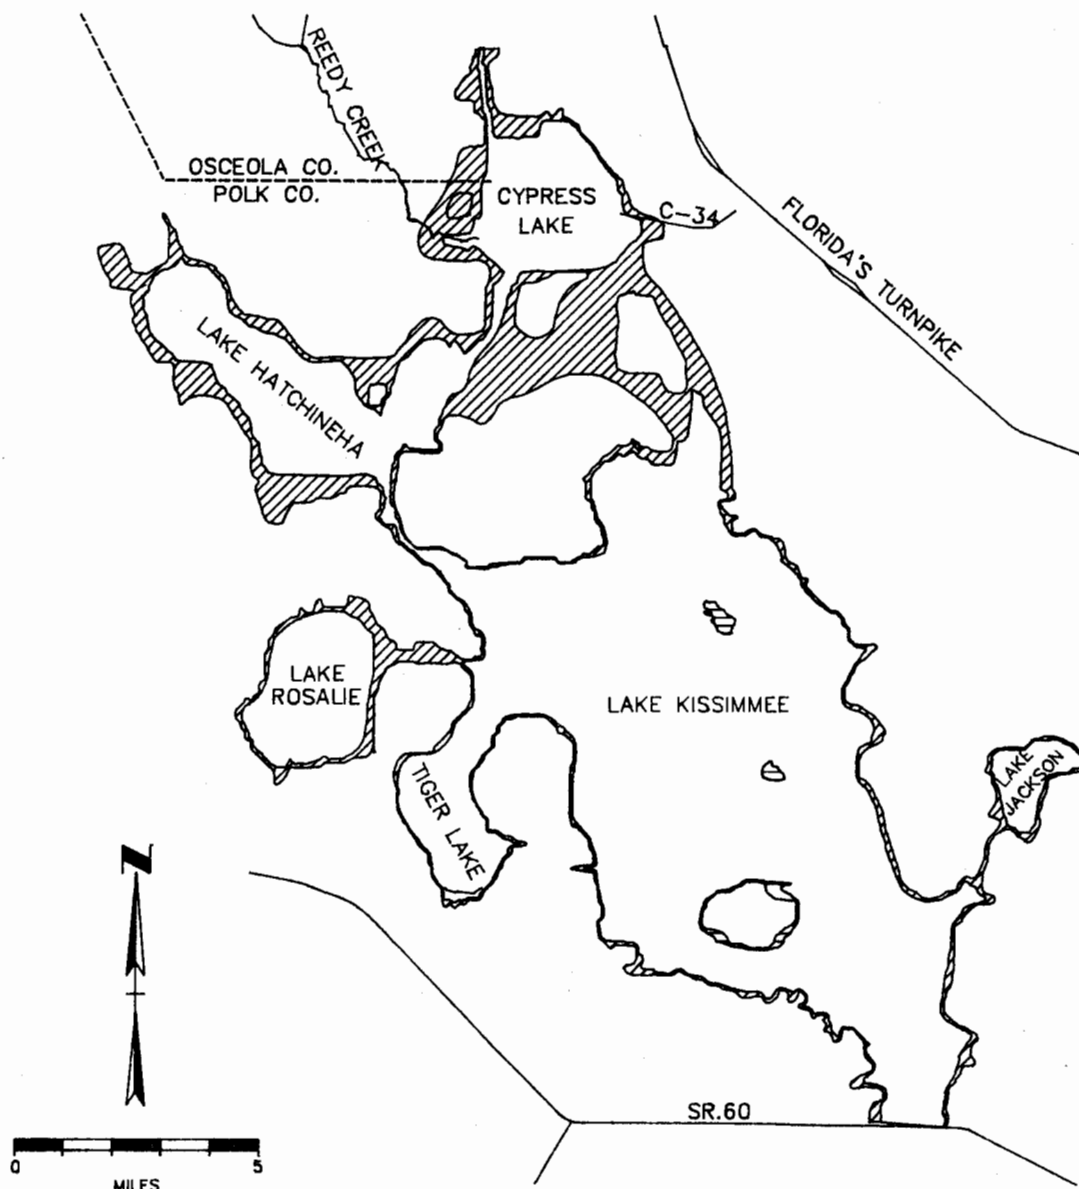 REEDY CREEK
OSCEOLA CO.
POLK CO.
CYPRESS
LAKE
C-34
FLORIDA'S TURNPIKE
LAKE HATCHINEHA
LAKE
ROSALIE
LAKE KISSIMMEE
TIGER LAKE
LAKE
JACKSON
N
SR.60
0 5
MILES